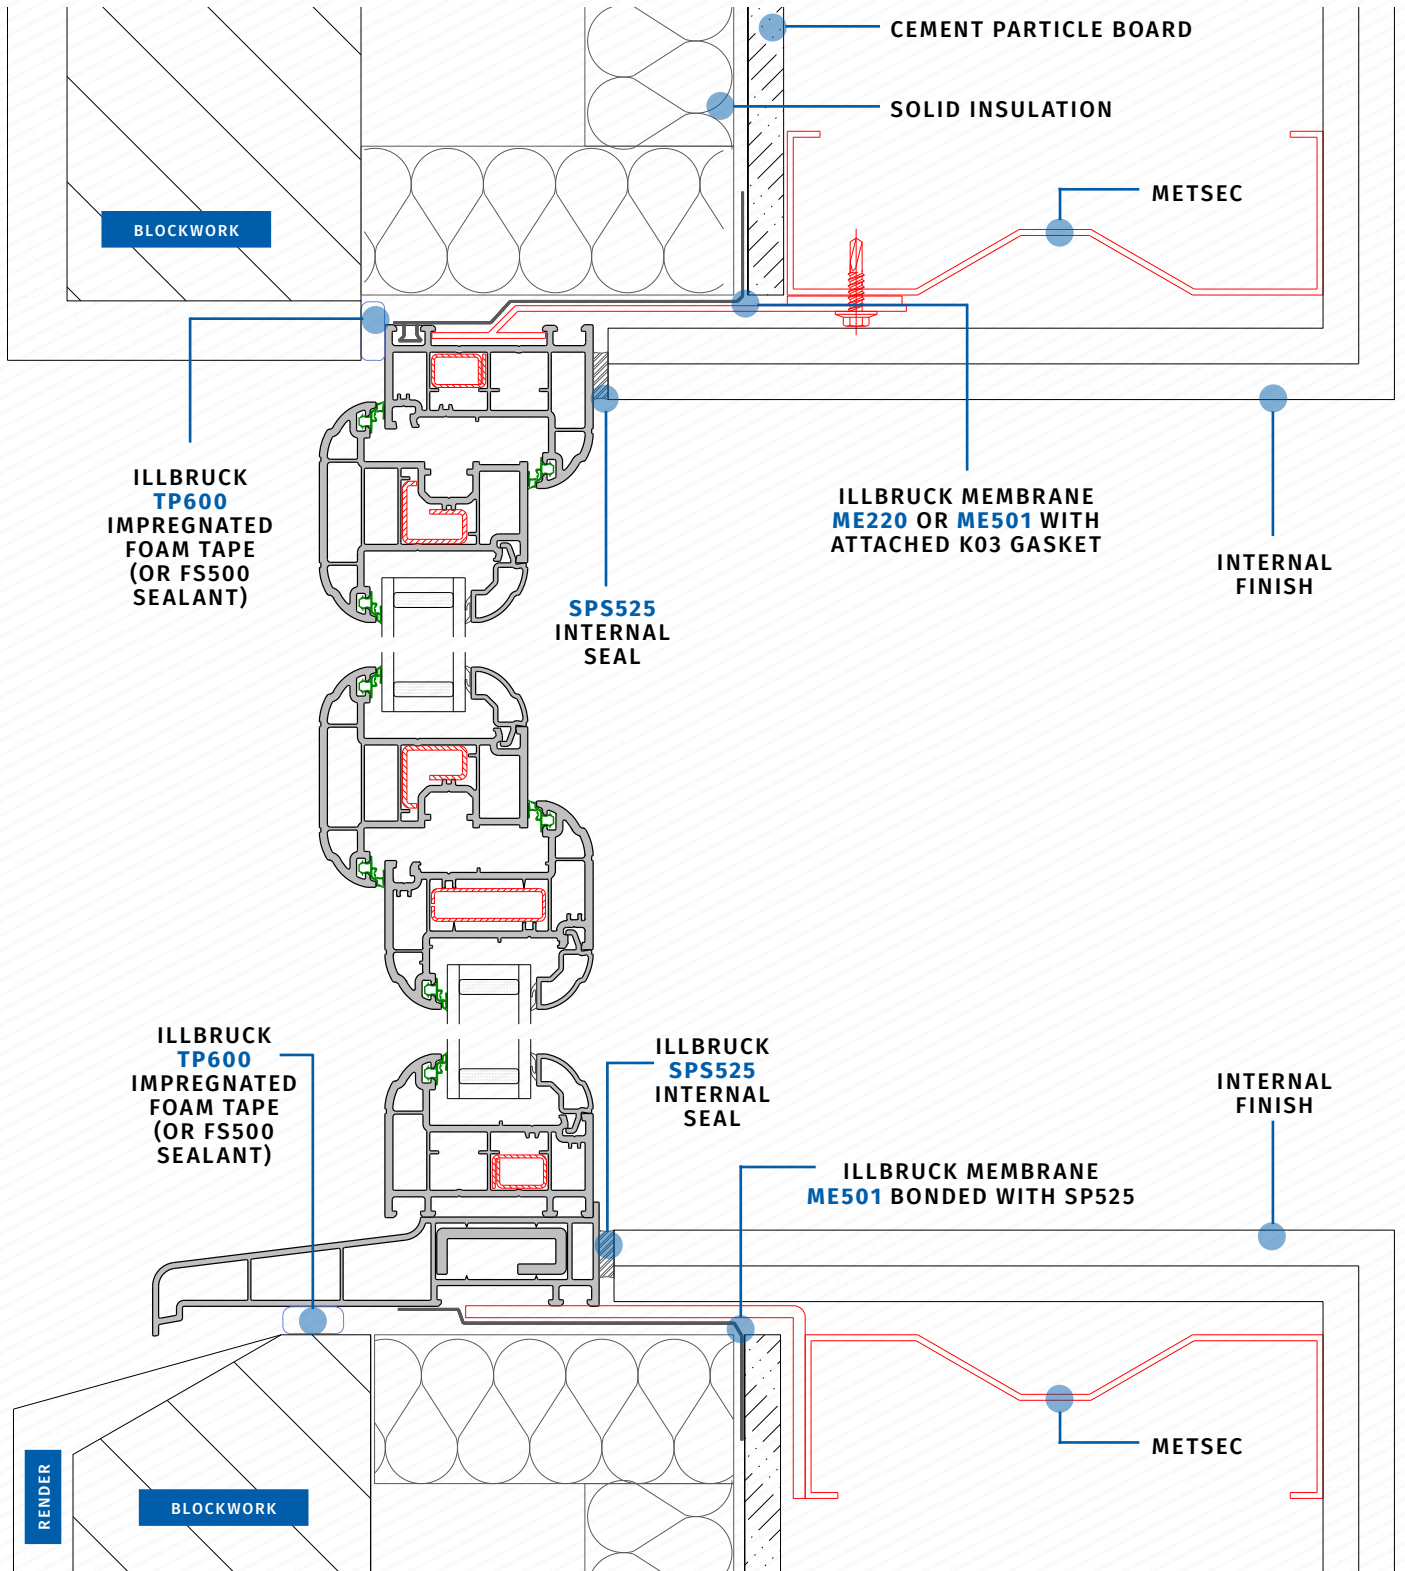 CEMENT PARTICLE BOARD
SOLID INSULATION
METSEC
BLOCKWORK
ILLBRUCK
TP600
IMPREGNATED
FOAM TAPE
(OR FS500
SEALANT)
ILLBRUCK MEMBRANE
ME220 OR ME501 WITH
ATTACHED K03 GASKET
INTERNAL
FINISH
SPS525
INTERNAL
SEAL
ILLBRUCK
TP600
IMPREGNATED
FOAM TAPE
(OR FS500
SEALANT)
ILLBRUCK
SPS525
INTERNAL
SEAL
INTERNAL
FINISH
ILLBRUCK MEMBRANE
ME501 BONDED WITH SP525
METSEC
RENDER
BLOCKWORK